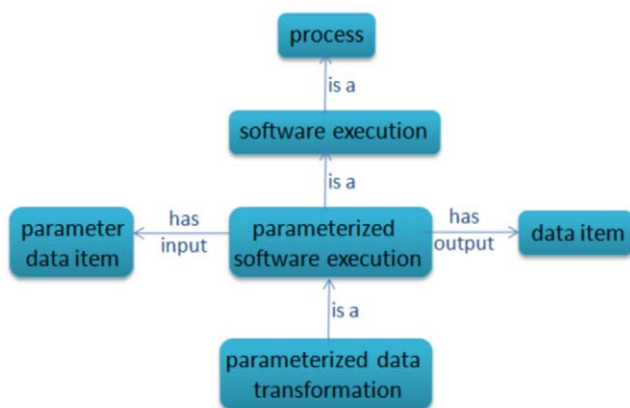 process
is a
software execution
is a
parameter
data item
has
input
parameterized
software execution
has
output
data item
is a
parameterized data
transformation